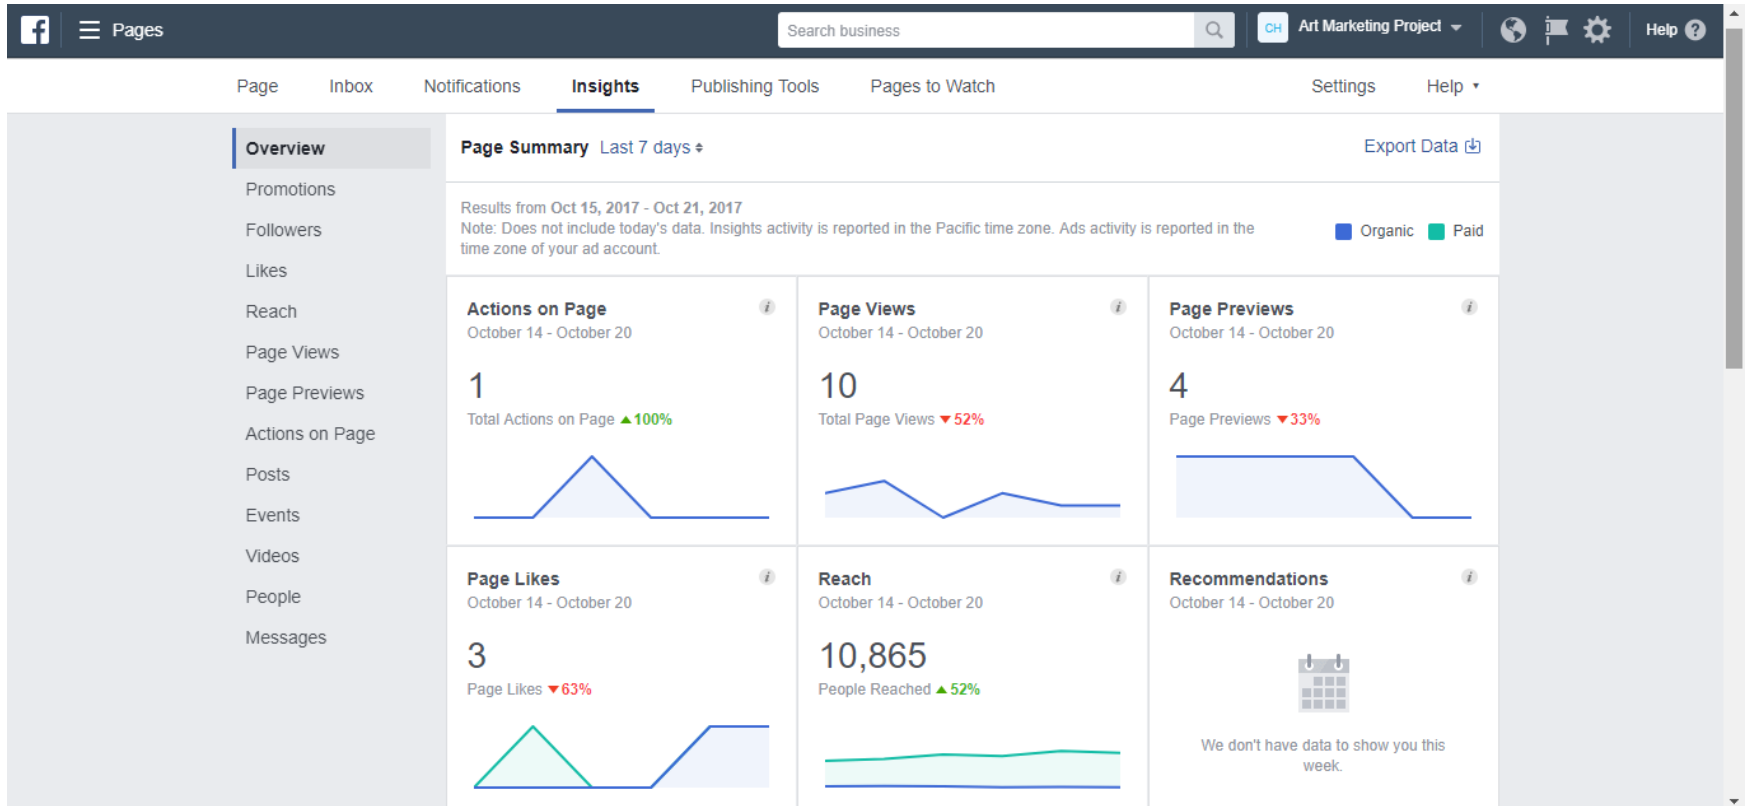 f Pages Search business CH Art Marketing Project Help ?
Page Inbox Notifications Insights Publishing Tools Pages to Watch Settings Help
Overview
Promotions
Followers
Likes
Reach
Page Views
Page Previews
Actions on Page
Posts
Events
Videos
People
Messages
Page Summary Last 7 days Export Data
Results from Oct 15, 2017 - Oct 21, 2017
Note: Does not include today's data. Insights activity is reported in the Pacific time zone. Ads activity is reported in the
time zone of your ad account.
Organic Paid
Actions on Page i
October 14 - October 20
1
Total Actions on Page ▲100%
Page Views i
October 14 - October 20
10
Total Page Views ▼52%
Page Previews i
October 14 - October 20
4
Page Previews ▼33%
Page Likes i
October 14 - October 20
3
Page Likes ▼63%
Reach i
October 14 - October 20
10,865
People Reached ▲52%
Recommendations i
October 14 - October 20
We don't have data to show you this
week.